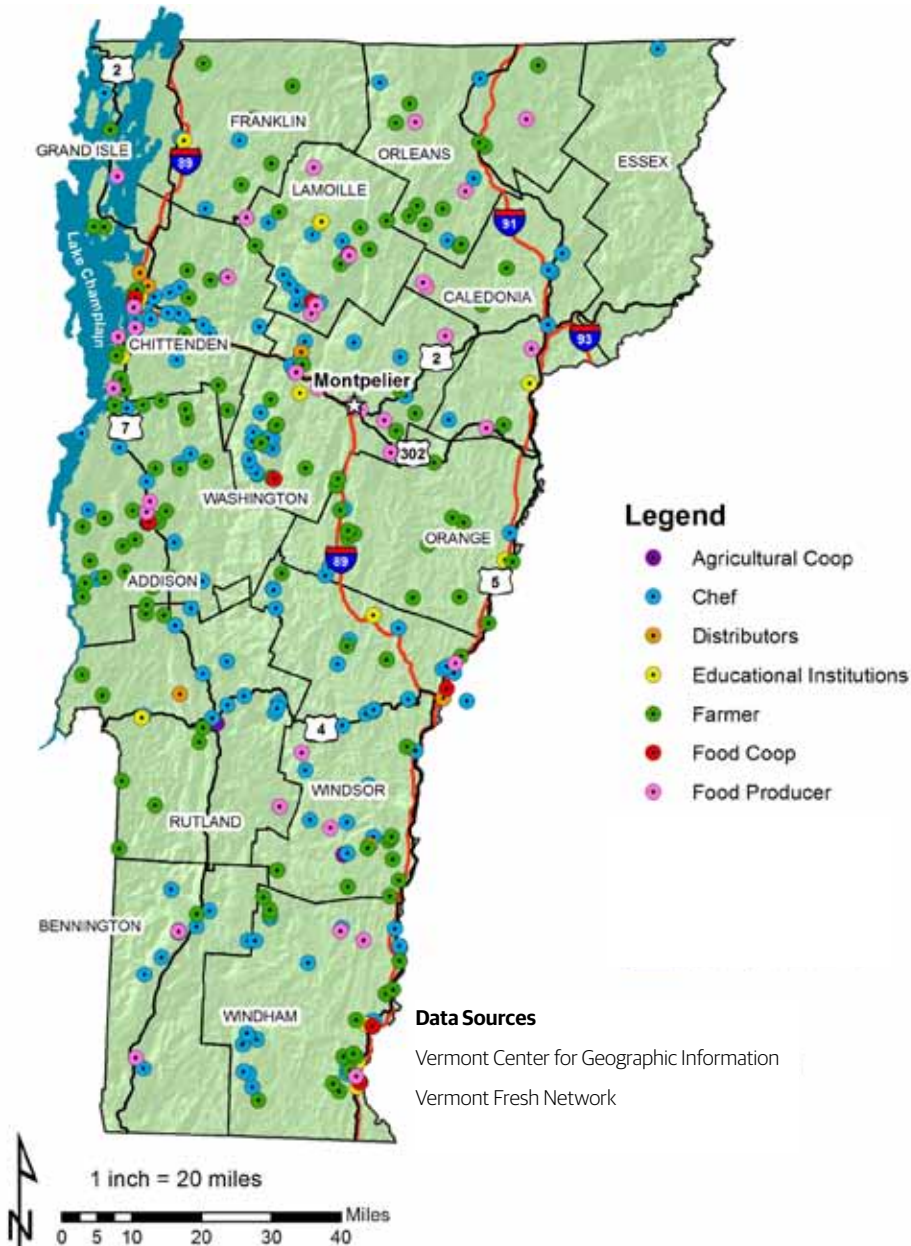 2
FRANKLIN
GRAND ISLE
89
ORLEANS
ESSEX
LAMOILLE
91
Lake Champlain
CALEDONIA
CHITTENDEN
93
2
Montpelier
7
302
WASHINGTON
ORANGE
89
ADDISON
5
4
WINDSOR
RUTLAND
BENNINGTON
WINDHAM
Legend
Agricultural Coop
Chef
Distributors
Educational Institutions
Farmer
Food Coop
Food Producer
Data Sources
Vermont Center for Geographic Information
Vermont Fresh Network
N
1 inch = 20 miles
Miles
0 5 10 20 30 40